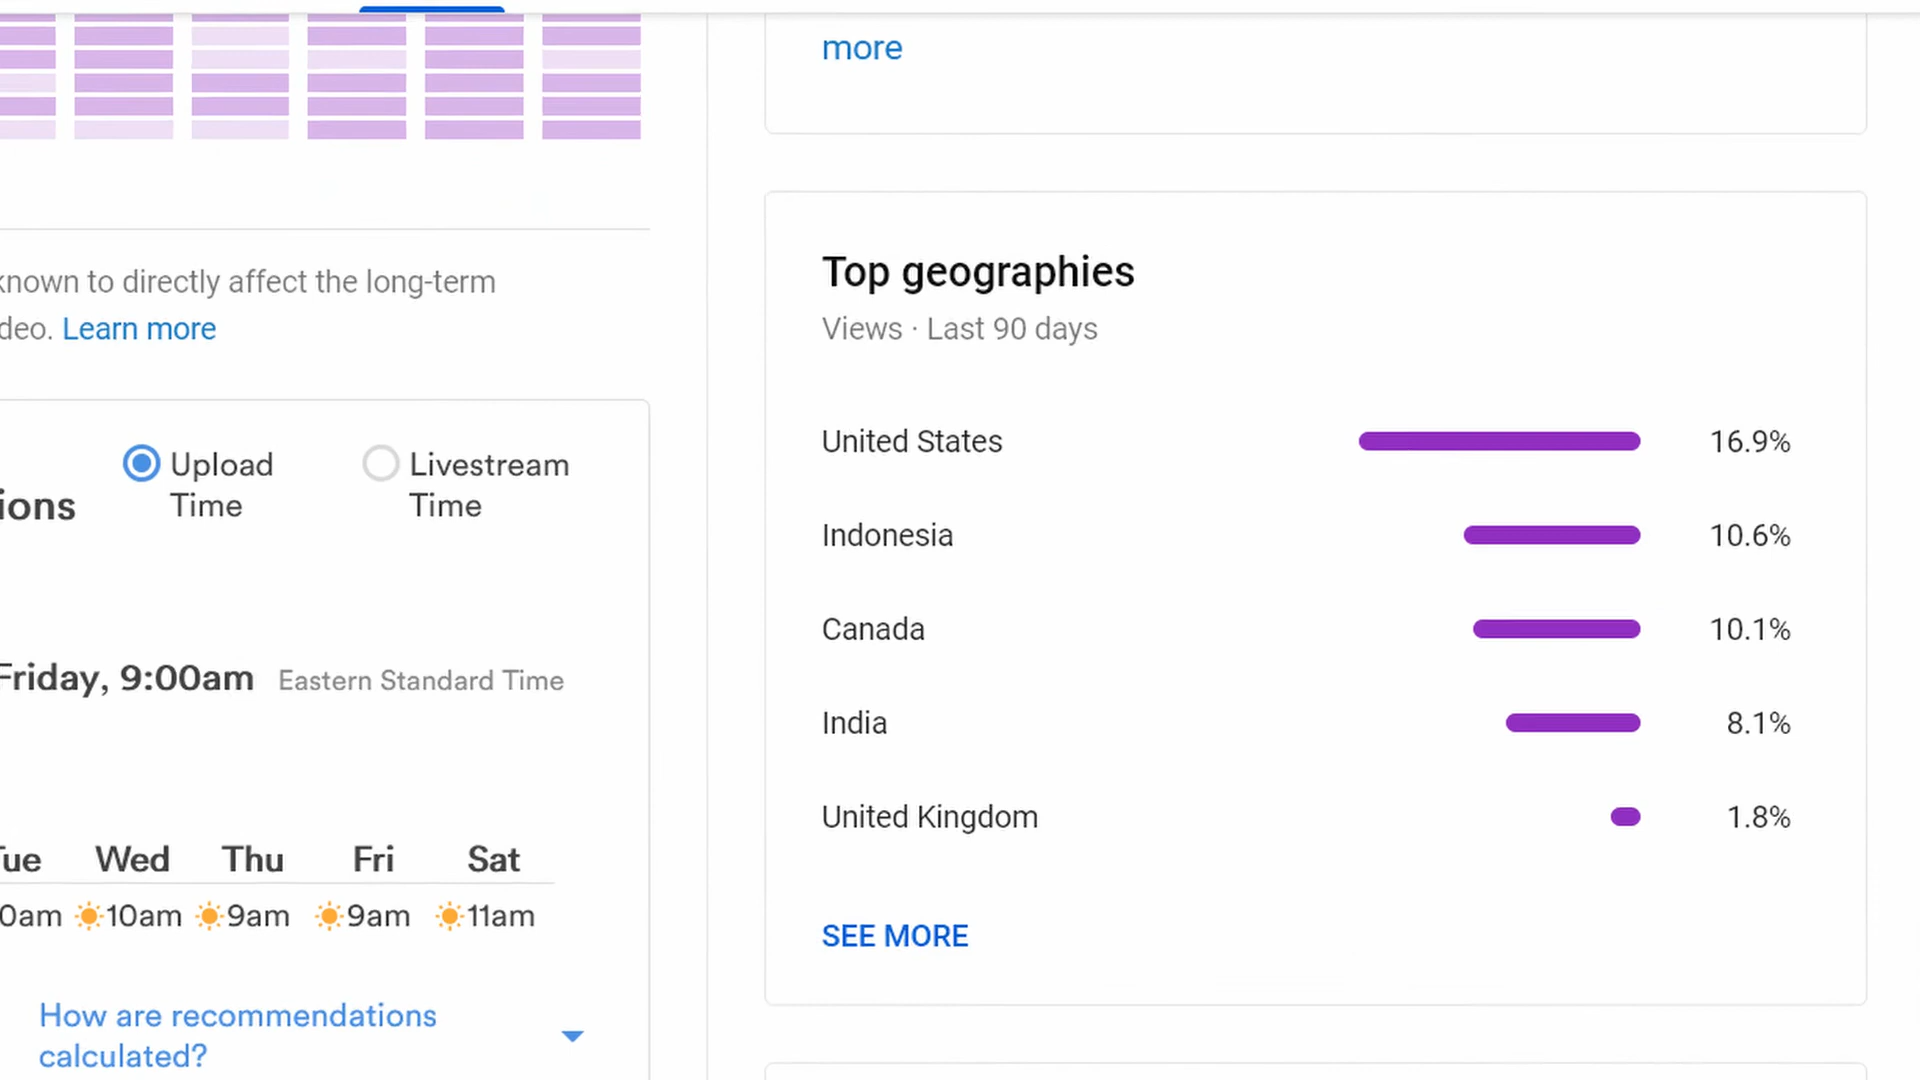 known to directly affect the long-term
deo. Learn more
ions
Upload
Time
Livestream
Time
Friday, 9:00am Eastern Standard Time
Tue Wed Thu Fri Sat
0am 10am 9am 9am 11am
How are recommendations
calculated?
more
Top geographies
Views · Last 90 days
United States 16.9%
Indonesia 10.6%
Canada 10.1%
India 8.1%
United Kingdom 1.8%
SEE MORE